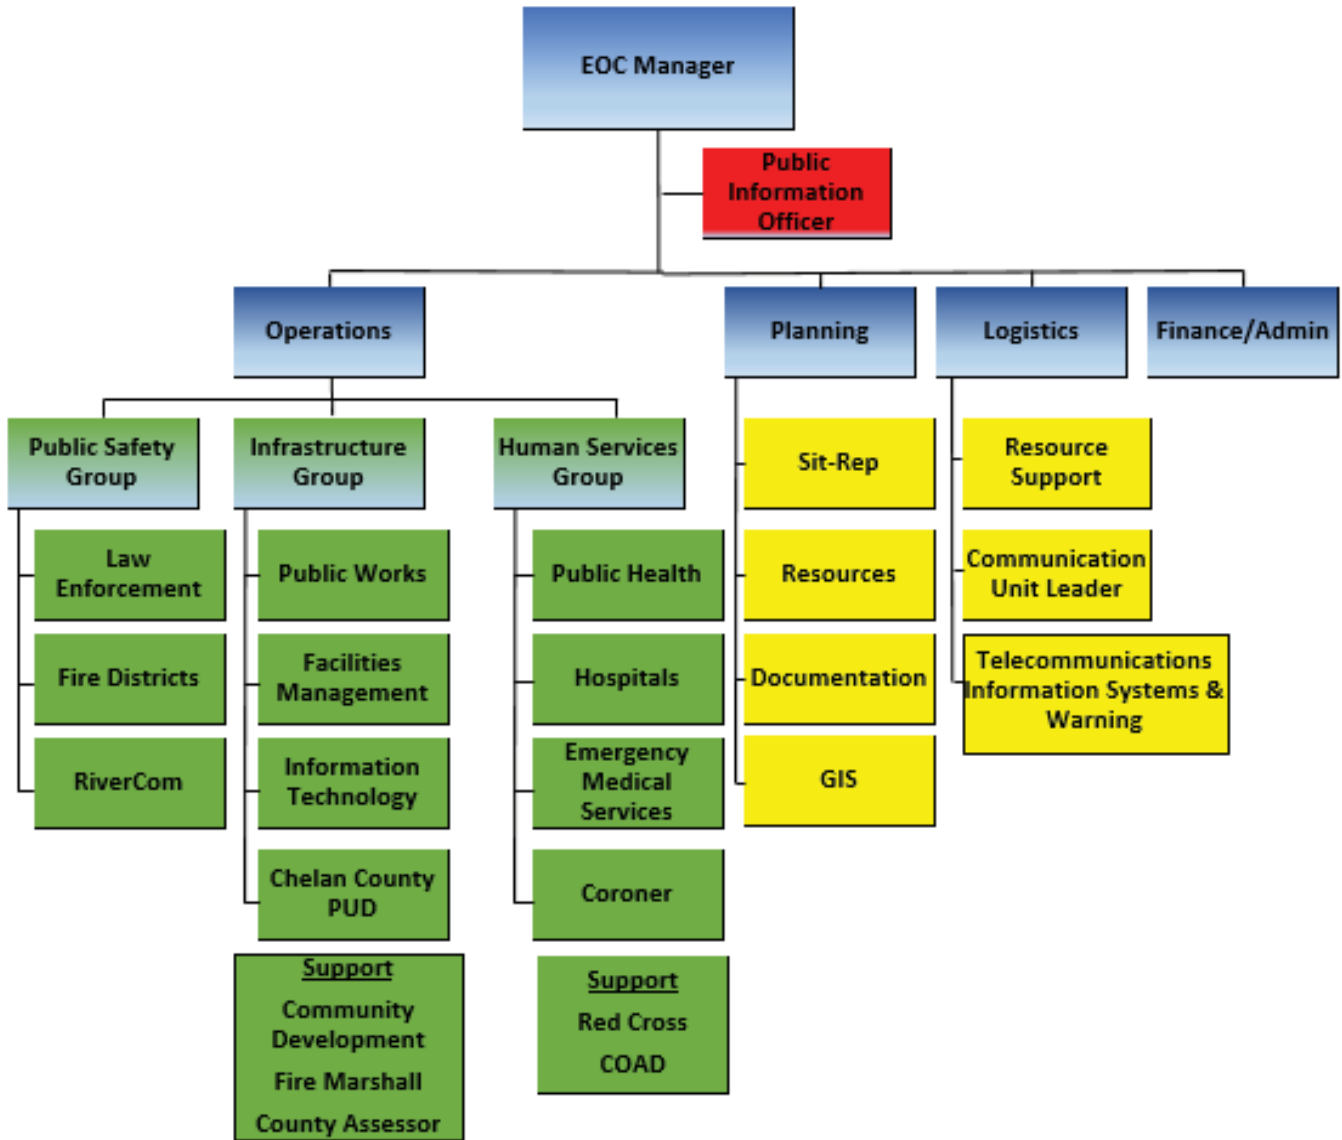 EOC Manager
Public
Information
Officer
Operations
Planning
Logistics
Finance/Admin
Public Safety
Group
Infrastructure
Group
Human Services
Group
Sit-Rep
Resource
Support
Law
Enforcement
Public Works
Public Health
Resources
Communication
Unit Leader
Fire Districts
Facilities
Management
Hospitals
Documentation
Telecommunications
Information Systems &
Warning
RiverCom
Information
Technology
Emergency
Medical
Services
GIS
Chelan County
PUD
Coroner
Support
Community
Development
Fire Marshall
County Assessor
Support
Red Cross
COAD